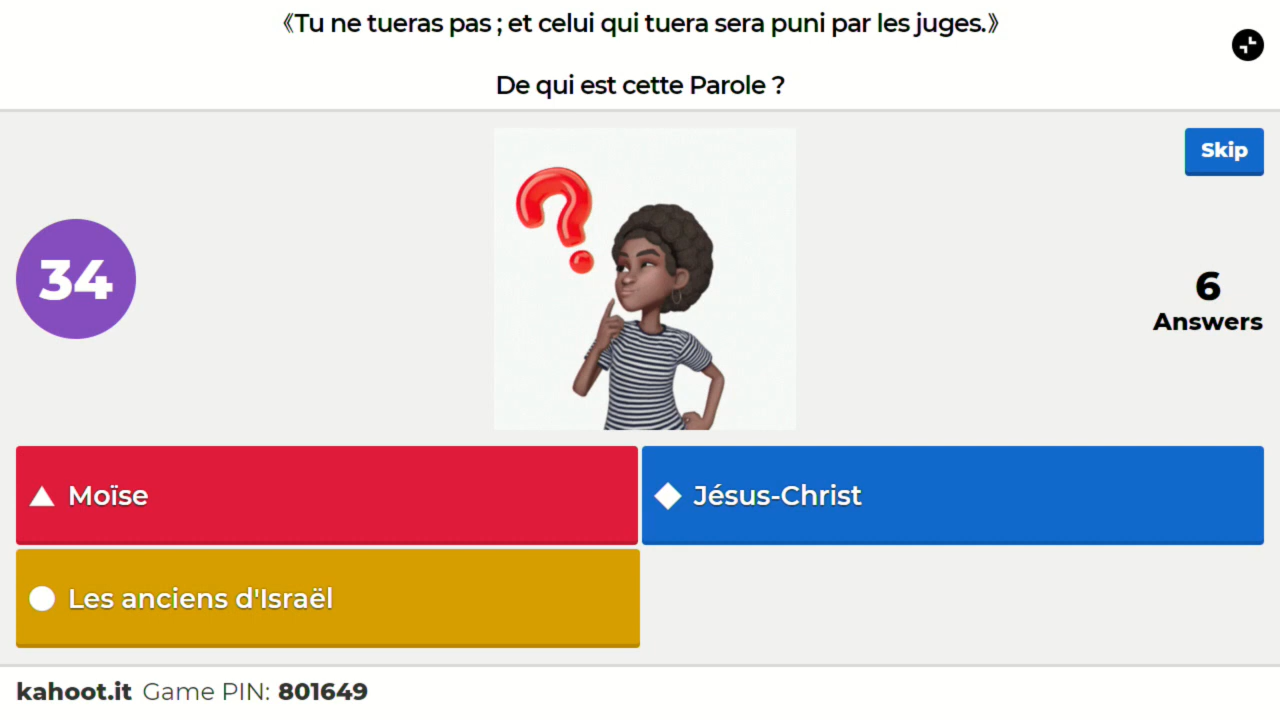 《Tu ne tueras pas ; et celui qui tuera sera puni par les juges.》
De qui est cette Parole ?
Skip
34
6
Answers
Moïse
Jésus-Christ
Les anciens d'Israël
kahoot.it Game PIN: 801649